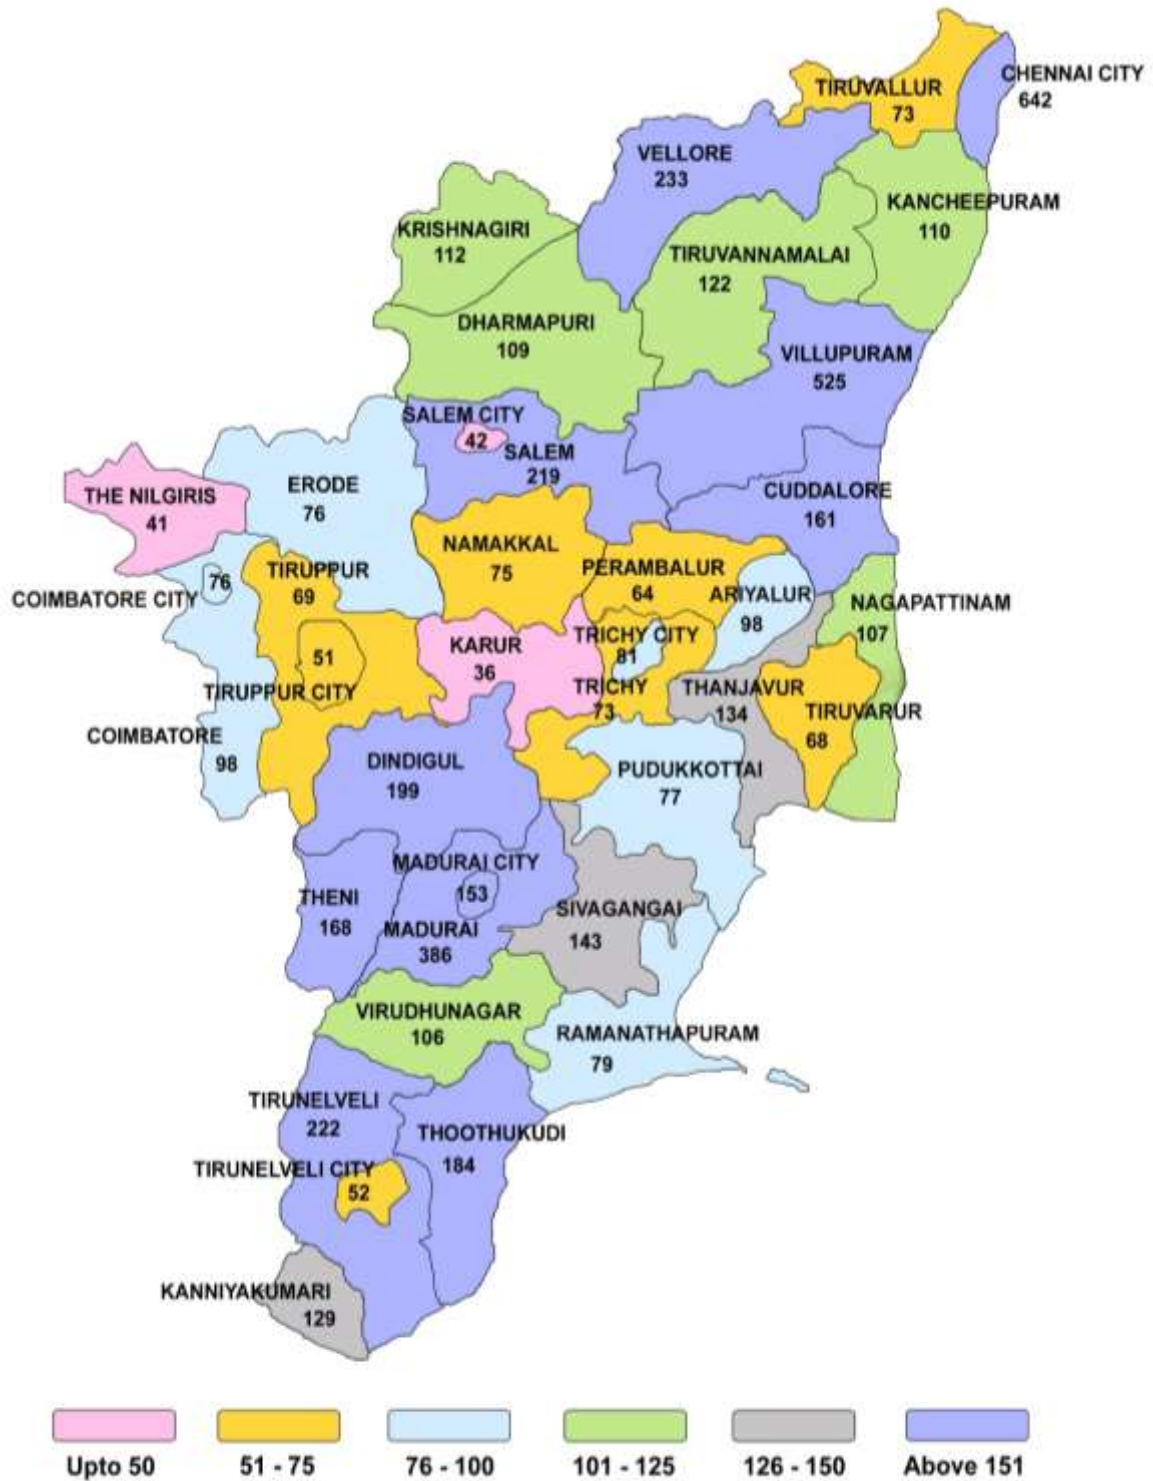 TIRUVALLUR
73
CHENNAI CITY
642
VELLORE
233
KANCHEEPURAM
110
KRISHNAGIRI
112
TIRUVANNAMALAI
122
DHARMAPURI
109
VILLUPURAM
525
SALEM CITY
42
SALEM
219
THE NILGIRIS
41
ERODE
76
CUDDALORE
161
NAMAKKAL
75
PERAMBALUR
64
ARIYALUR
98
TIRUPPUR
69
76
COIMBATORE CITY
NAGAPATTINAM
107
TRICHY CITY
81
KARUR
36
51
TIRUPPUR CITY
TRICHY
73
THANJAVUR
134
TIRUVARUR
68
COIMBATORE
98
DINDIGUL
199
PUDUKKOTTAI
77
MADURAI CITY
153
THENI
168
MADURAI
386
SIVAGANGAI
143
VIRUDHUNAGAR
106
RAMANATHAPURAM
79
TIRUNELVELI
222
THOOTHUKUDI
184
TIRUNELVELI CITY
52
KANNIYAKUMARI
129
Upto 50
51 - 75
76 - 100
101 - 125
126 - 150
Above 151